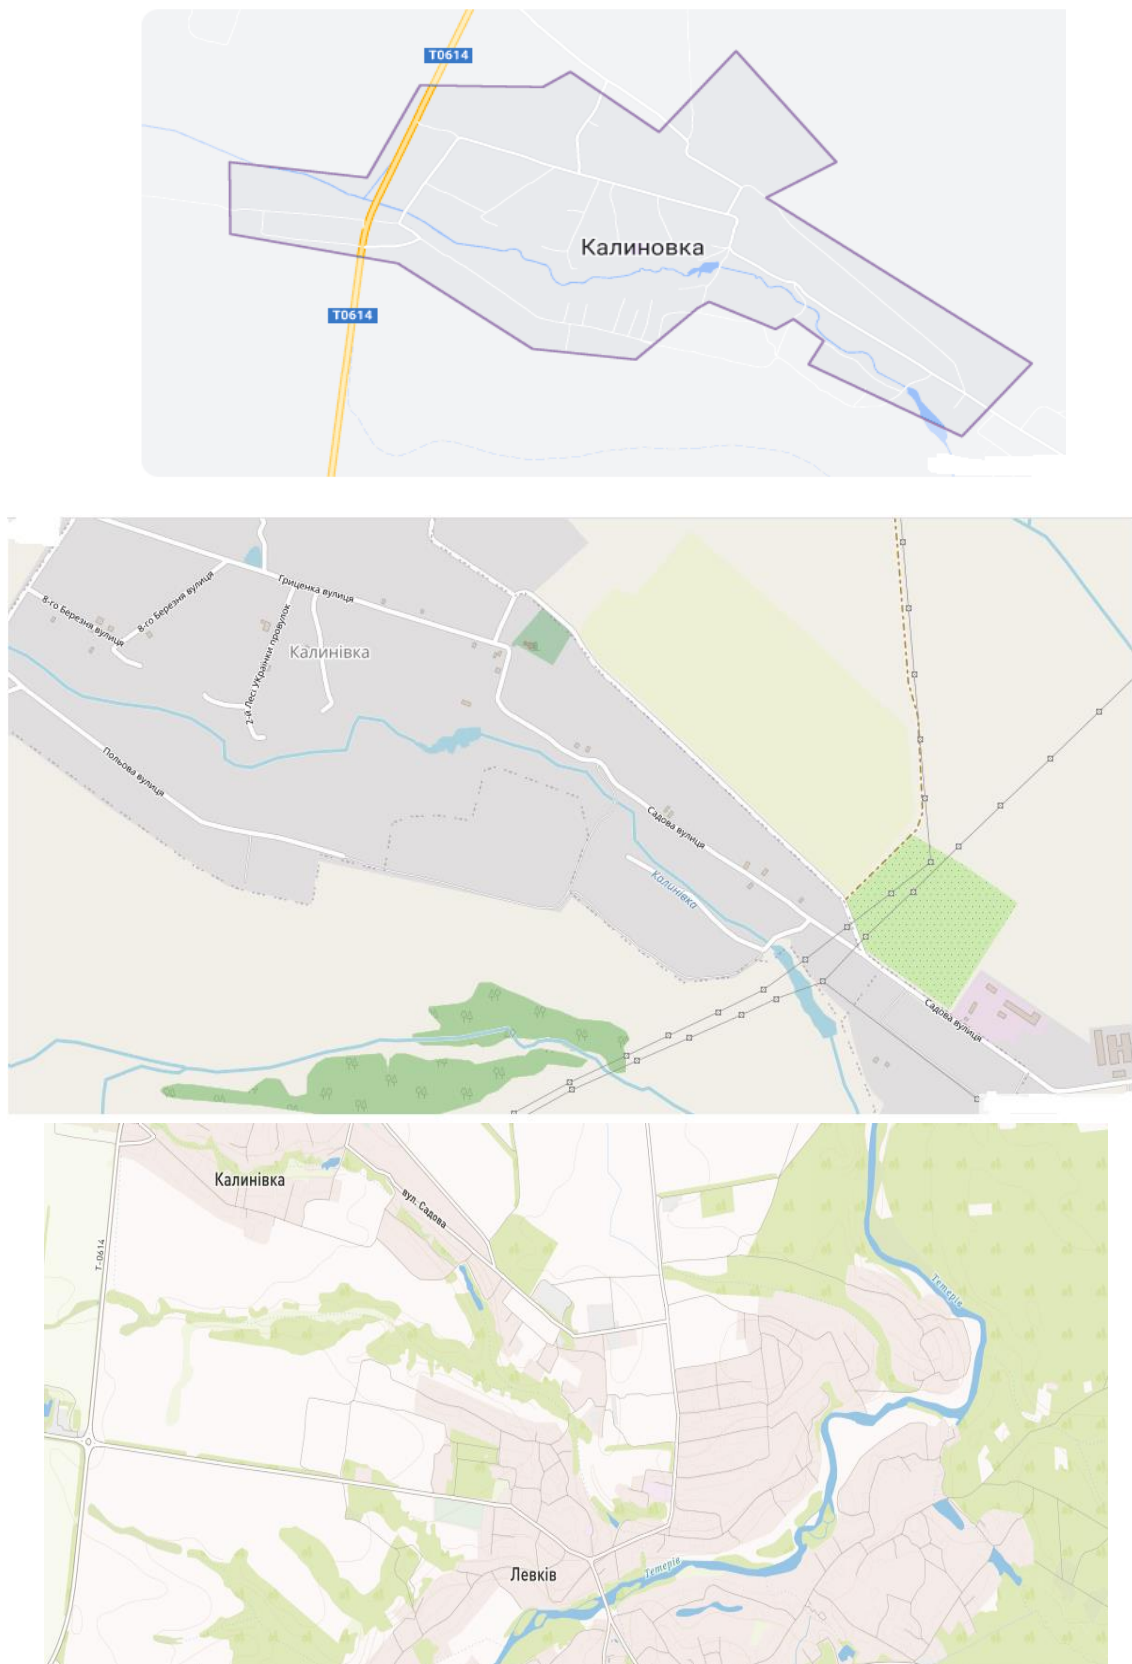 T0614
Калиновка
T0614
Гриценка вулиця
8-го Березня вулиця
8-го Березня вулиця
2-й Лесі Українки провулок
Калинівка
Польова вулиця
Садова вулиця
Калинівка
Садова вулиця
Калинівка
вул. Садова
Т-0614
Тетерів
Левків
Тетерів